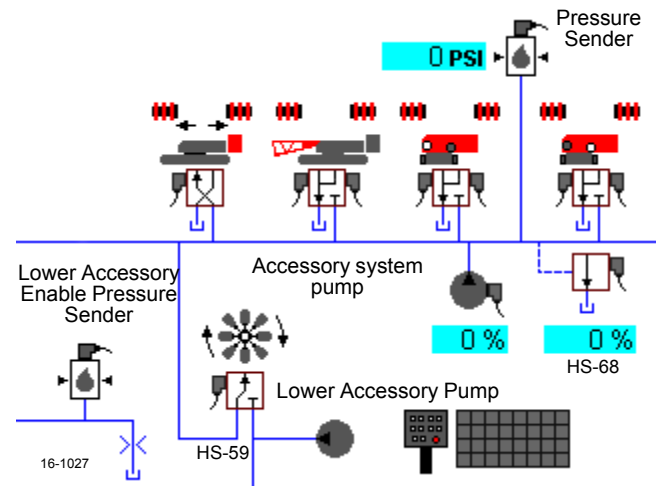 Pressure
Sender
0 PSI
Lower Accessory
Enable Pressure
Sender
Accessory system
pump
0 %
0 %
HS-68
Lower Accessory Pump
HS-59
16-1027